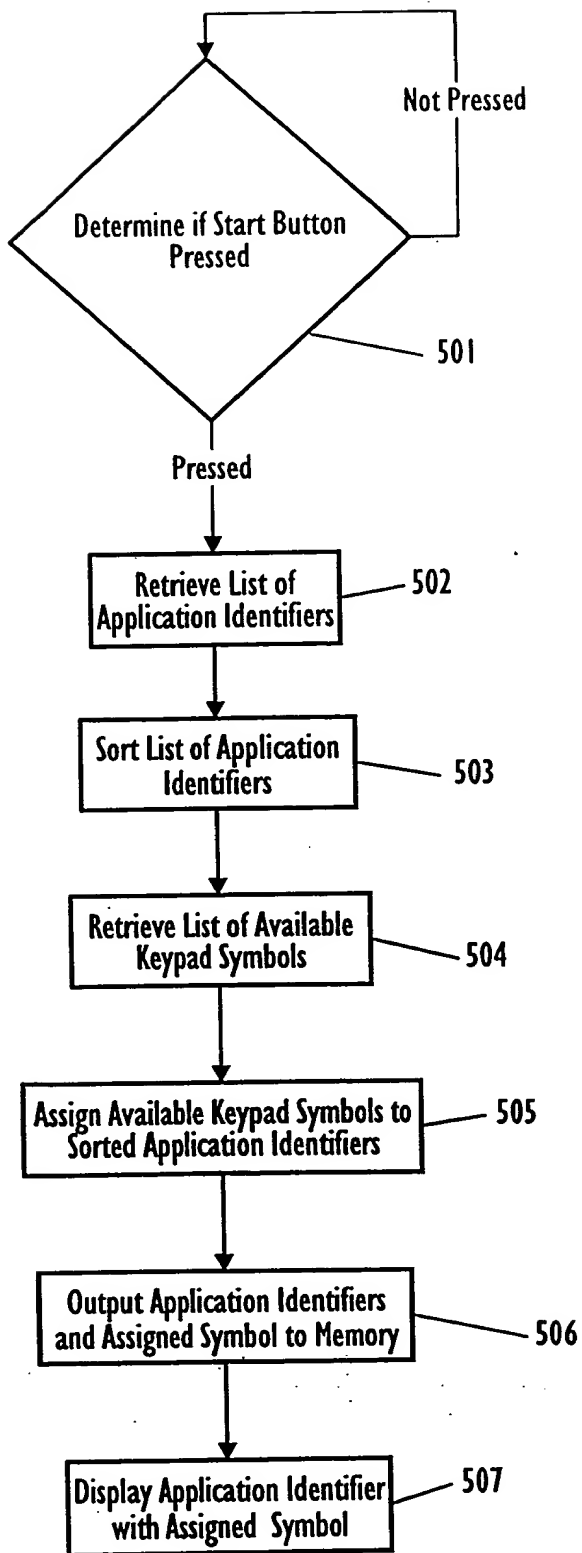 Not Pressed
Determine if Start Button
Pressed
501
Pressed
Retrieve List of
Application Identifiers
502
Sort List of Application
Identifiers
503
Retrieve List of Available
Keypad Symbols
504
Assign Available Keypad Symbols to
Sorted Application Identifiers
505
Output Application Identifiers
and Assigned Symbol to Memory
506
Display Application Identifier
with Assigned Symbol
507